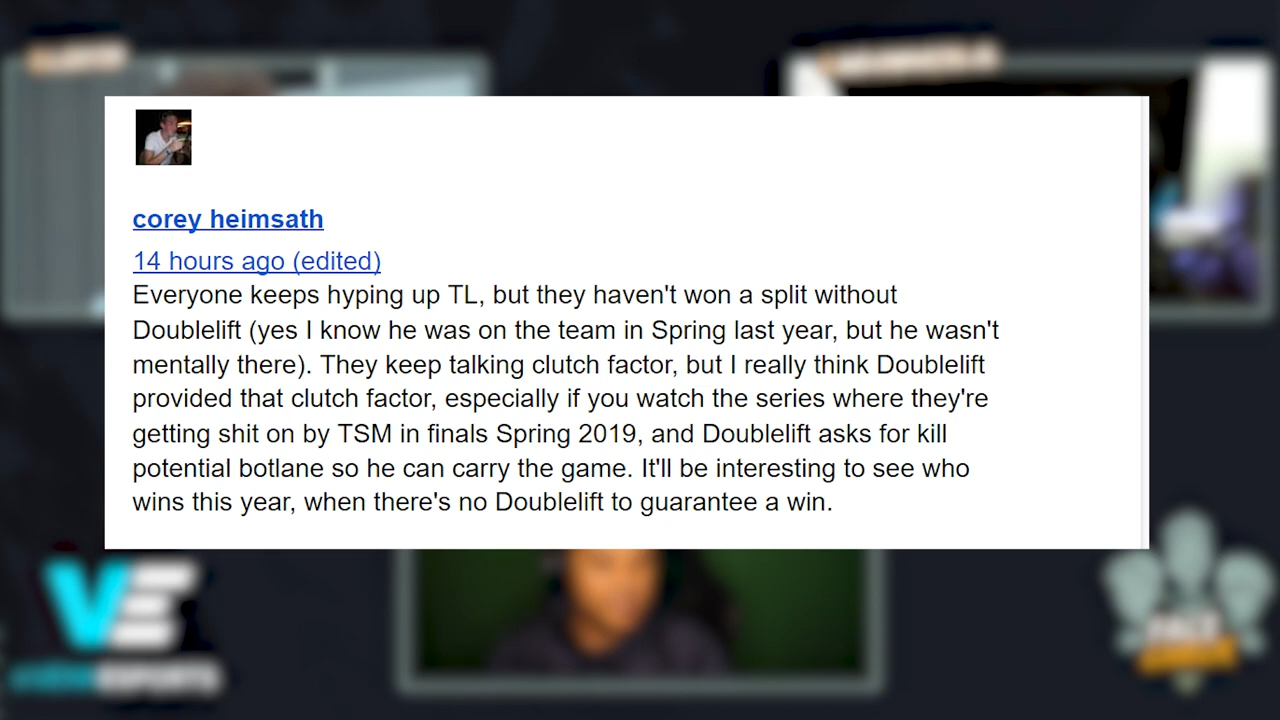 corey heimsath
14 hours ago (edited)
Everyone keeps hyping up TL, but they haven't won a split without
Doublelift (yes I know he was on the team in Spring last year, but he wasn't
mentally there). They keep talking clutch factor, but I really think Doublelift
provided that clutch factor, especially if you watch the series where they're
getting shit on by TSM in finals Spring 2019, and Doublelift asks for kill
potential botlane so he can carry the game. It'll be interesting to see who
wins this year, when there's no Doublelift to guarantee a win.